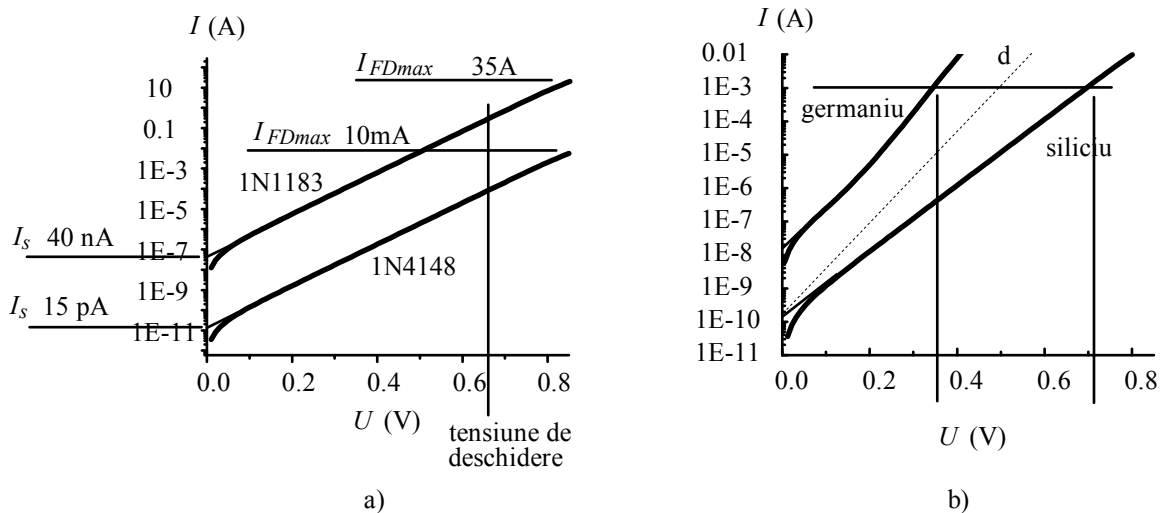 I (A)
I_FDmax 35A
10
0.1
I_FDmax 10mA
1E-3
1N1183
1E-5
I_s 40 nA
1E-7
1N4148
1E-9
I_s 15 pA
1E-11
0.0 0.2 0.4 0.6 0.8
U (V)
tensiune de
deschidere
a)
I (A)
0.01
d
1E-3
germaniu
1E-4
siliciu
1E-5
1E-6
1E-7
1E-8
1E-9
1E-10
1E-11
0.0 0.2 0.4 0.6 0.8
U (V)
b)